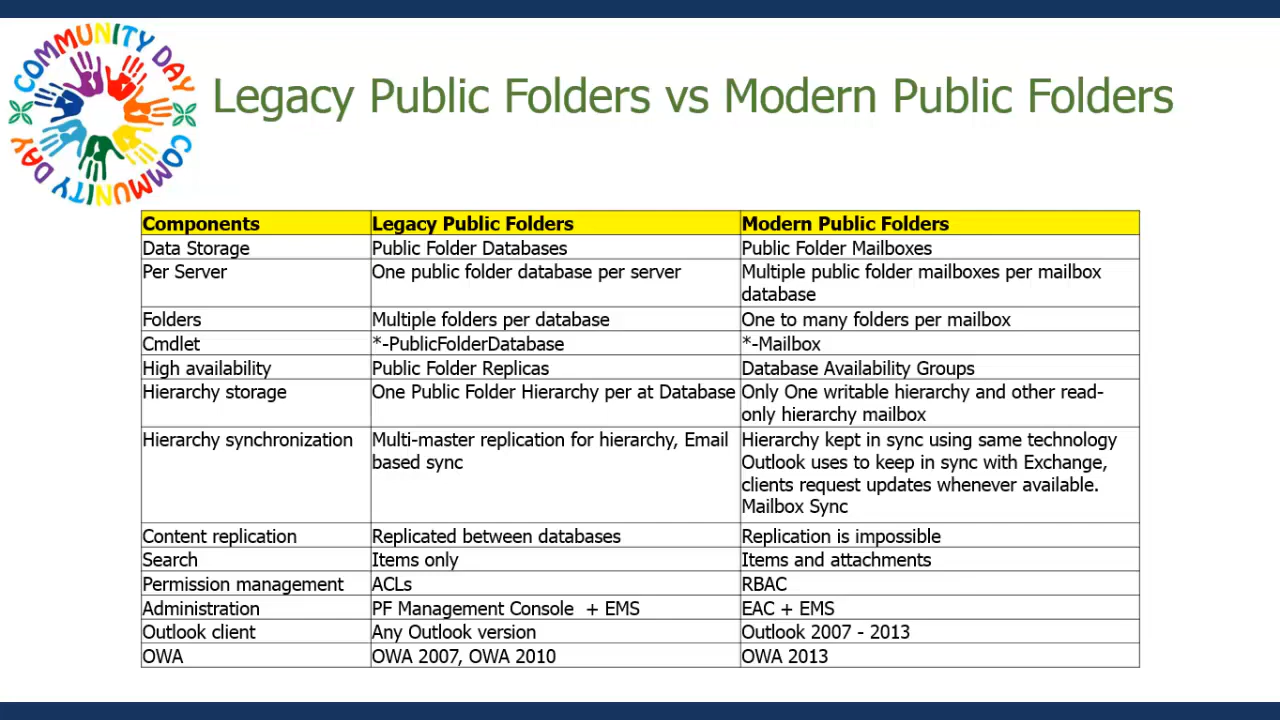 COMMUNITY DAY
COMMUNITY DAY
Legacy Public Folders vs Modern Public Folders
Components Legacy Public Folders Modern Public Folders
Data Storage Public Folder Databases Public Folder Mailboxes
Per Server One public folder database per server Multiple public folder mailboxes per mailbox
database
Folders Multiple folders per database One to many folders per mailbox
Cmdlet *-PublicFolderDatabase *-Mailbox
High availability Public Folder Replicas Database Availability Groups
Hierarchy storage One Public Folder Hierarchy per at Database Only One writable hierarchy and other read-
only hierarchy mailbox
Hierarchy synchronization Multi-master replication for hierarchy, Email Hierarchy kept in sync using same technology
based sync Outlook uses to keep in sync with Exchange,
clients request updates whenever available.
Mailbox Sync
Content replication Replicated between databases Replication is impossible
Search Items only Items and attachments
Permission management ACLs RBAC
Administration PF Management Console + EMS EAC + EMS
Outlook client Any Outlook version Outlook 2007 - 2013
OWA OWA 2007, OWA 2010 OWA 2013